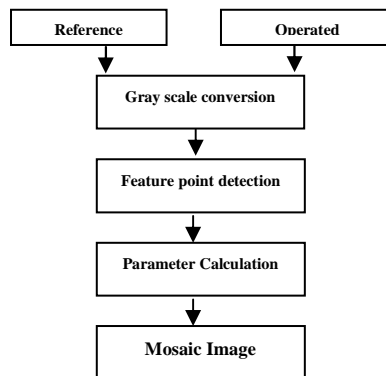 Reference
Operated
Gray scale conversion
Feature point detection
Parameter Calculation
Mosaic Image